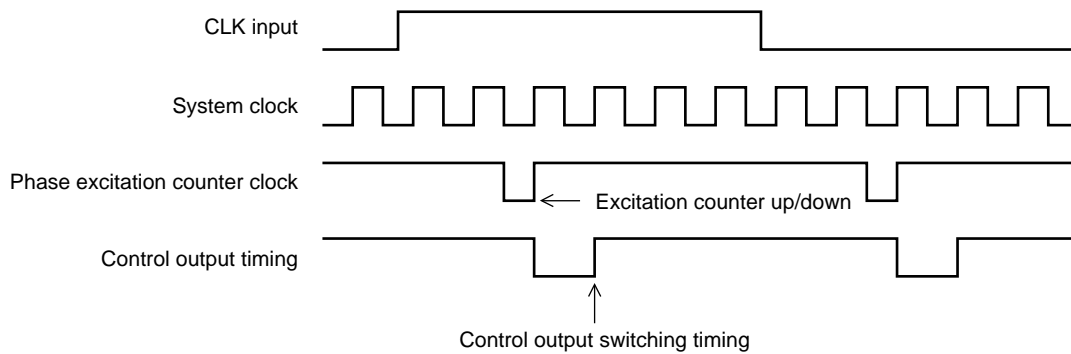 CLK input
System clock
Phase excitation counter clock
Excitation counter up/down
Control output timing
Control output switching timing